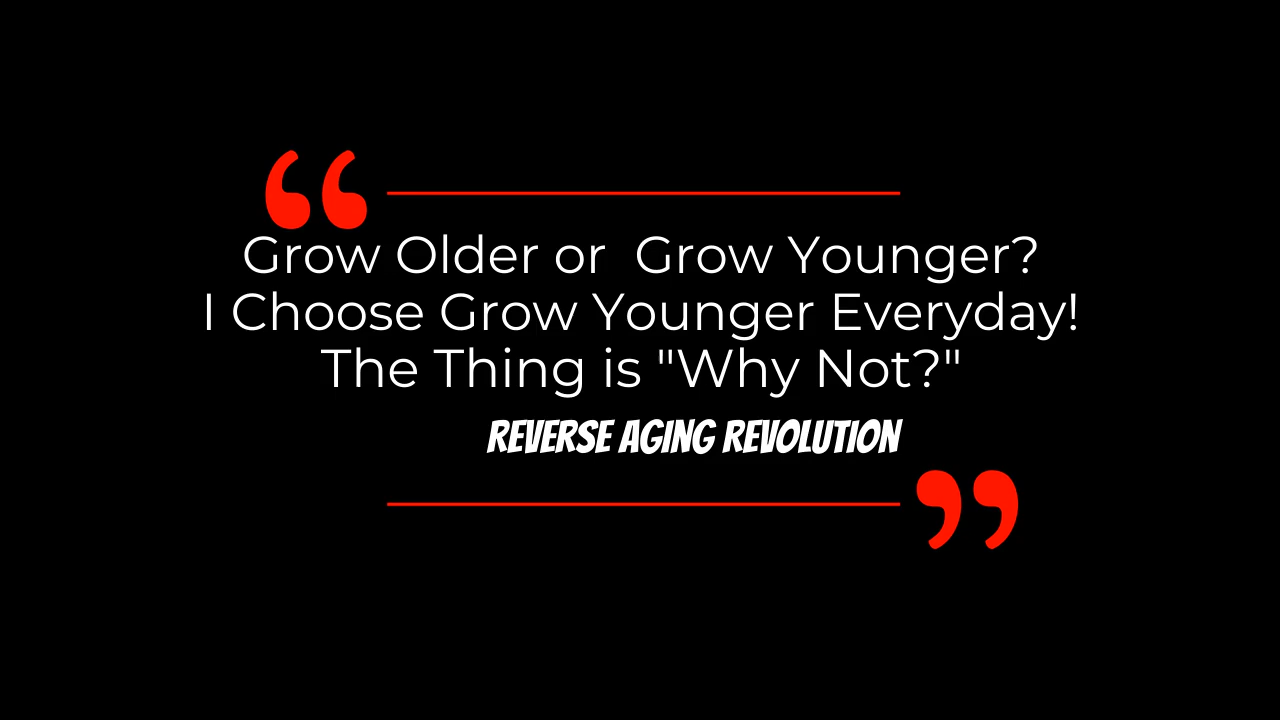 Grow Older or  Grow Younger?
I Choose Grow Younger Everyday!
The Thing is "Why Not?"
REVERSE AGING REVOLUTION